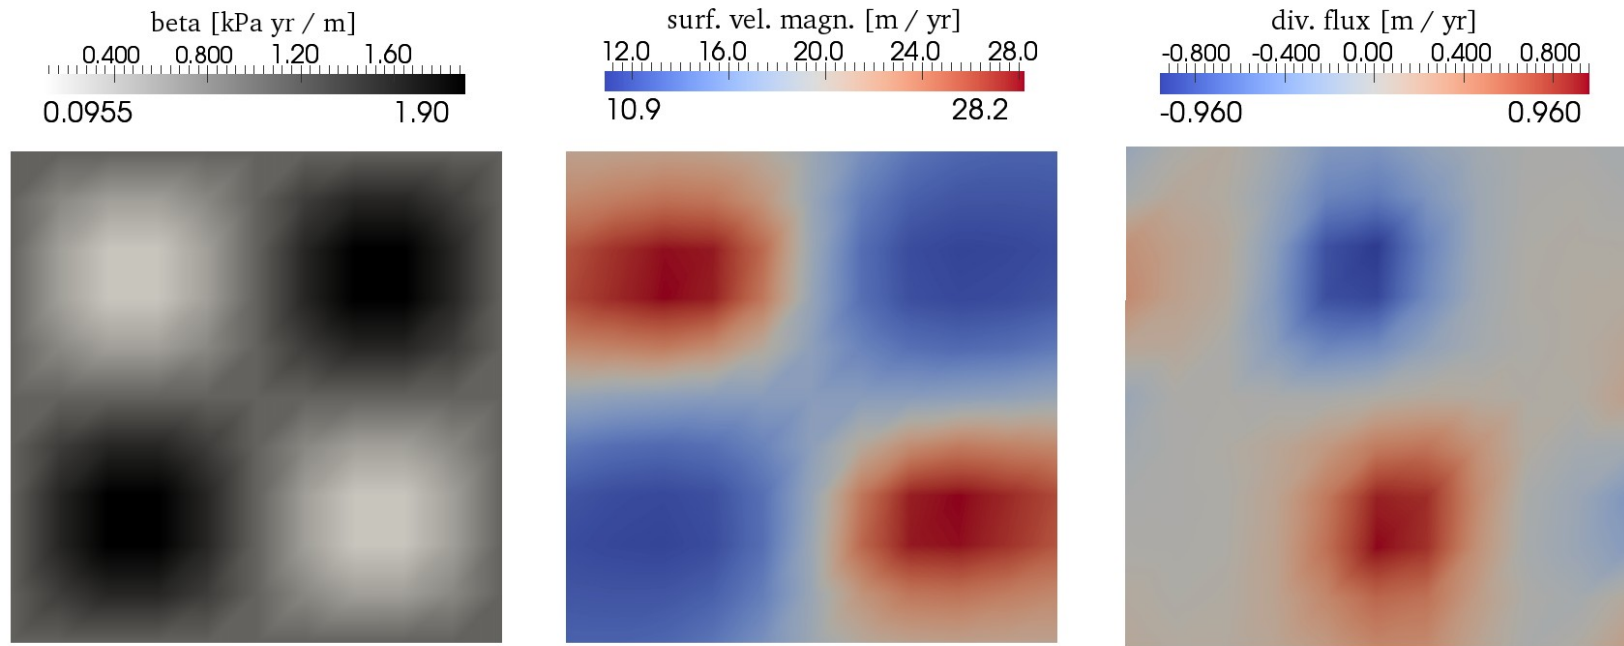 beta [kPa yr / m]
0.400 0.800 1.20 1.60
0.0955 1.90
surf. vel. magn. [m / yr]
12.0 16.0 20.0 24.0 28.0
10.9 28.2
div. flux [m / yr]
-0.800 -0.400 0.00 0.400 0.800
-0.960 0.960